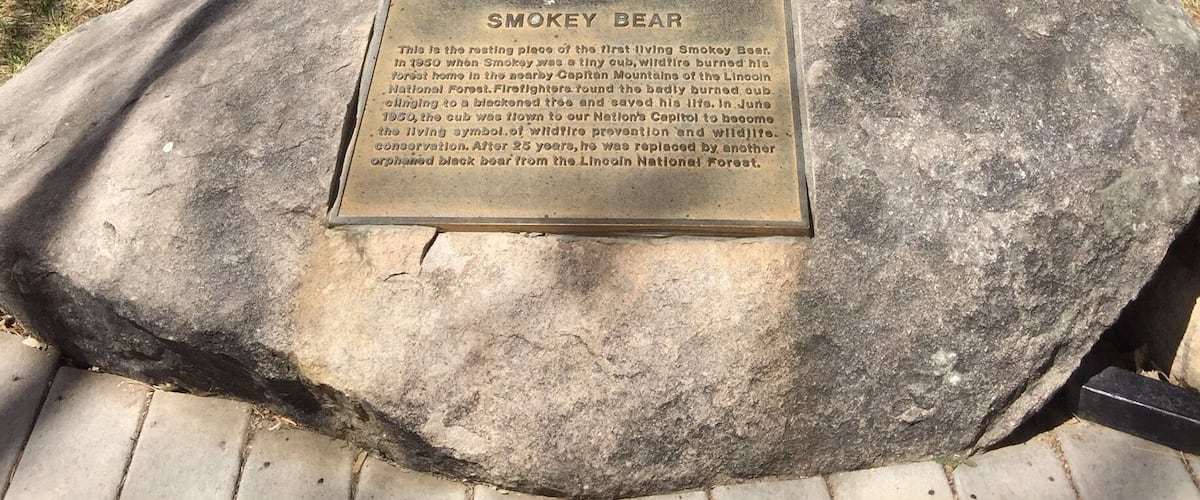 SMOKEY BEAR
This is the resting place of the first living Smokey Bear.
In 1950 when Smokey was a tiny cub, wildfire burned his
forest home in the nearby Capitan Mountains of the Lincoln
National Forest. Firefighters found the badly burned cub
clinging to a blackened tree and saved his life. In June
1950, the cub was flown to our Nation's Capitol to become
the living symbol of wildfire prevention and wildlife
conservation. After 25 years, he was replaced by another
orphaned black bear from the Lincoln National Forest.